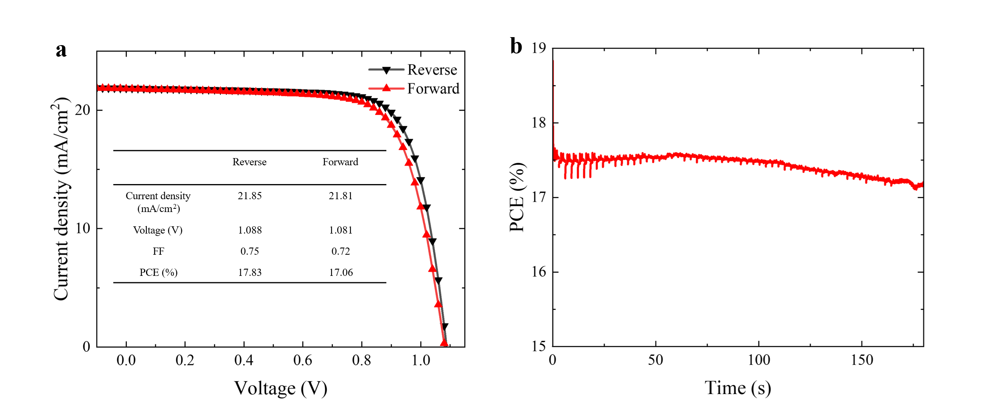 a
Reverse
Forward
Current density (mA/cm²)
20
10
0
Reverse Forward
Current density 21.85 21.81
(mA/cm²)
Voltage (V) 1.088 1.081
FF 0.75 0.72
PCE (%) 17.83 17.06
0.0 0.2 0.4 0.6 0.8 1.0
Voltage (V)
b
PCE (%)
19
18
17
16
15
0 50 100 150
Time (s)